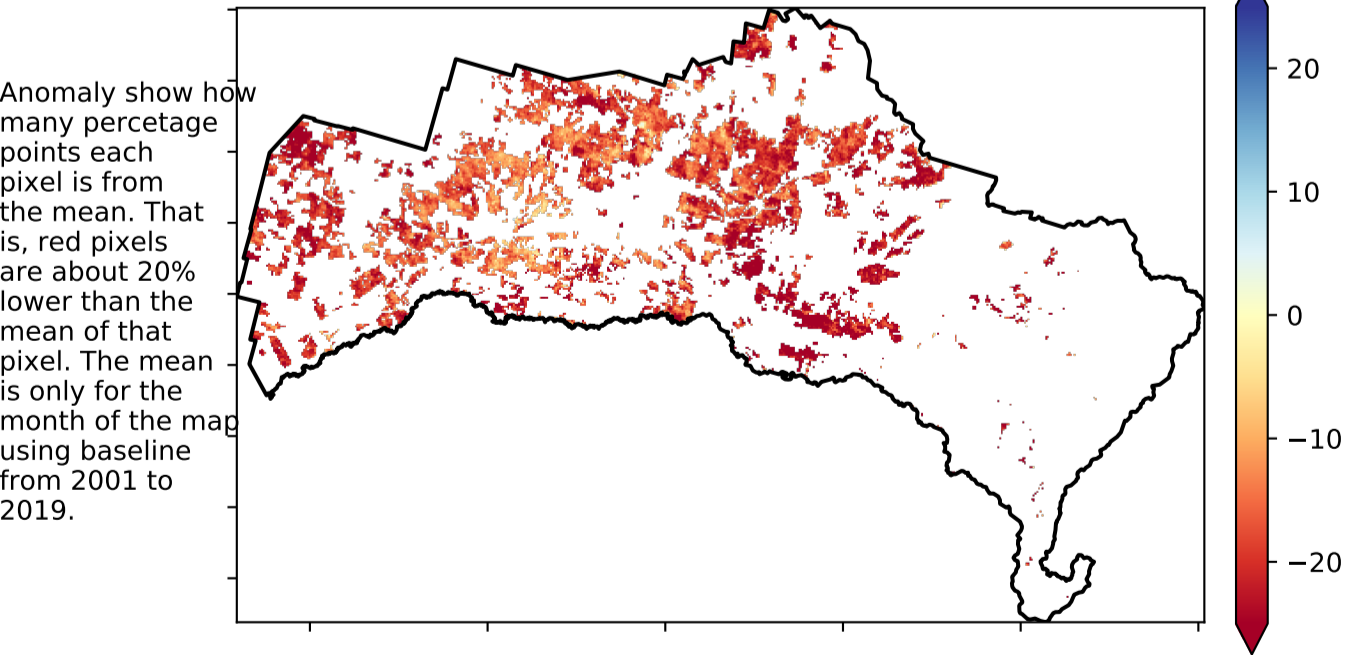 Anomaly show how
many percetage
points each
pixel is from
the mean. That
is, red pixels
are about 20%
lower than the
mean of that
pixel. The mean
is only for the
month of the map
using baseline
from 2001 to
2019.
20
10
0
−10
−20